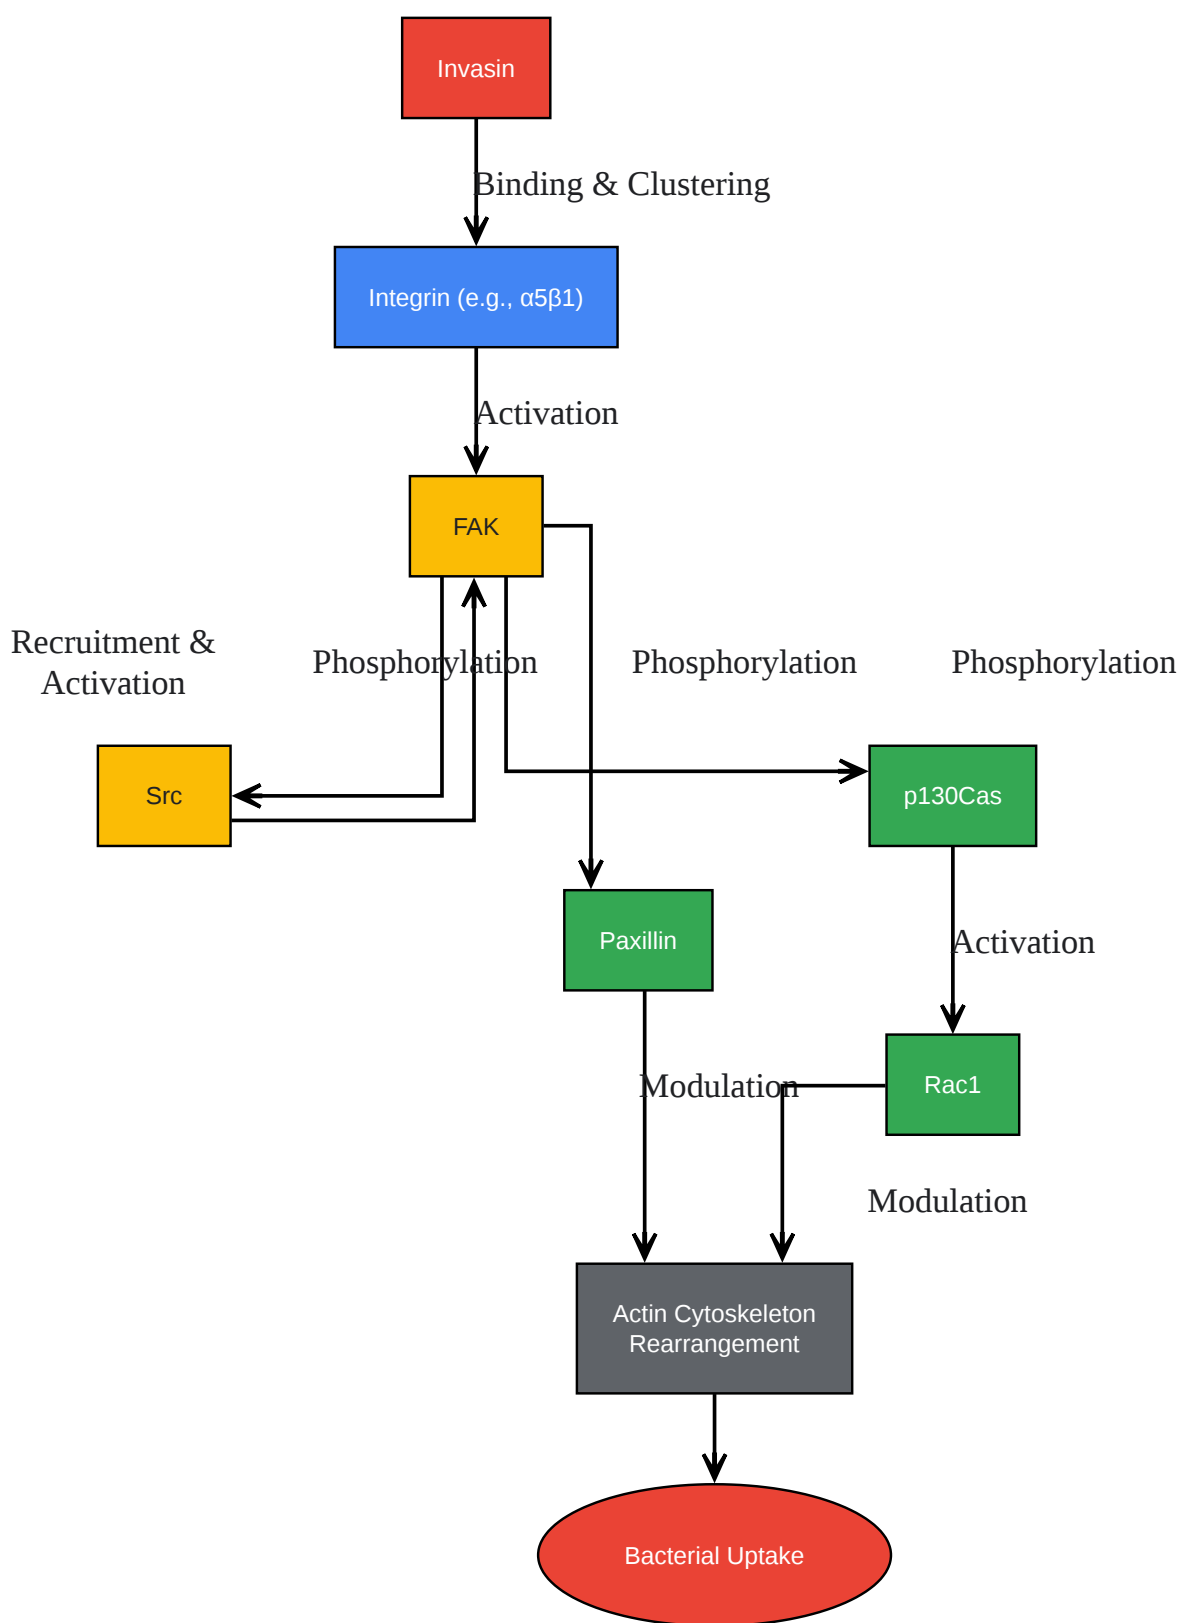 Invasin
Binding & Clustering
Integrin (e.g., α5β1)
Activation
FAK
Recruitment &
Activation
Phosphorylation
Phosphorylation
Phosphorylation
Src
p130Cas
Paxillin
Activation
Modulation
Rac1
Modulation
Actin Cytoskeleton
Rearrangement
Bacterial Uptake